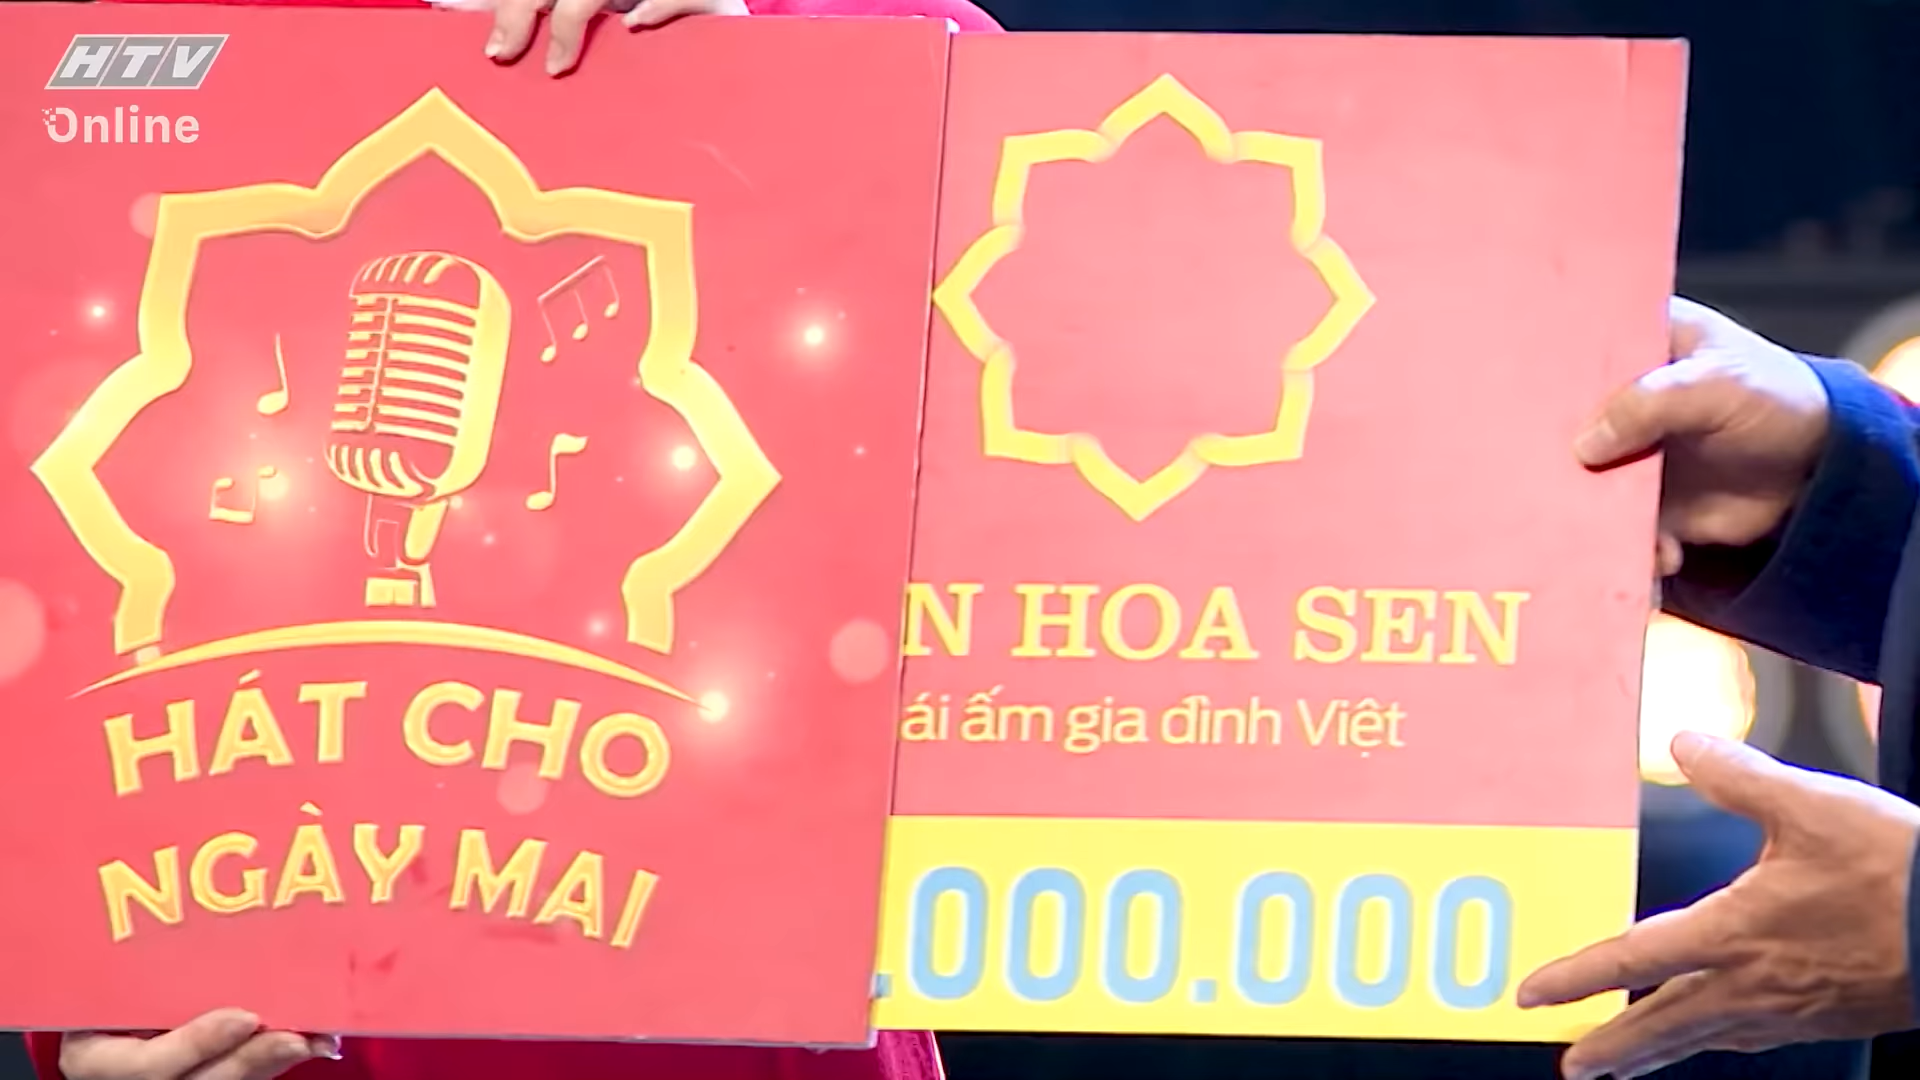 HTV
Online
HÁT CHO
NGÀY MAI
N HOA SEN
ái ấm gia đình Việt
.000.000